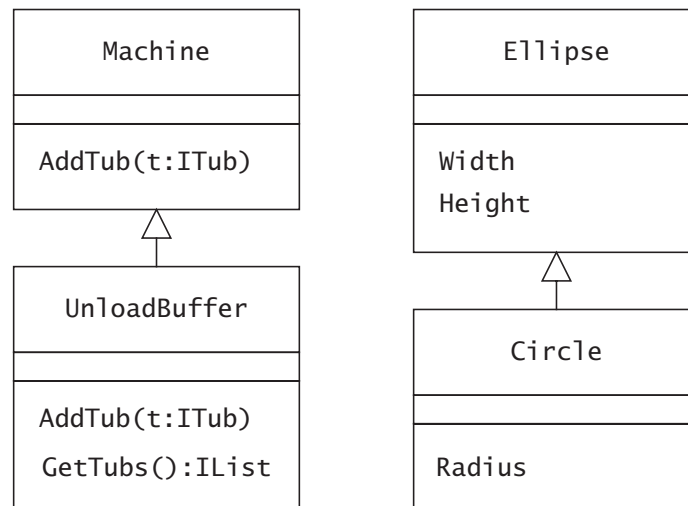 Machine
AddTub(t:ITub)
UnloadBuffer
AddTub(t:ITub)
GetTubs():IList
Ellipse
Width
Height
Circle
Radius